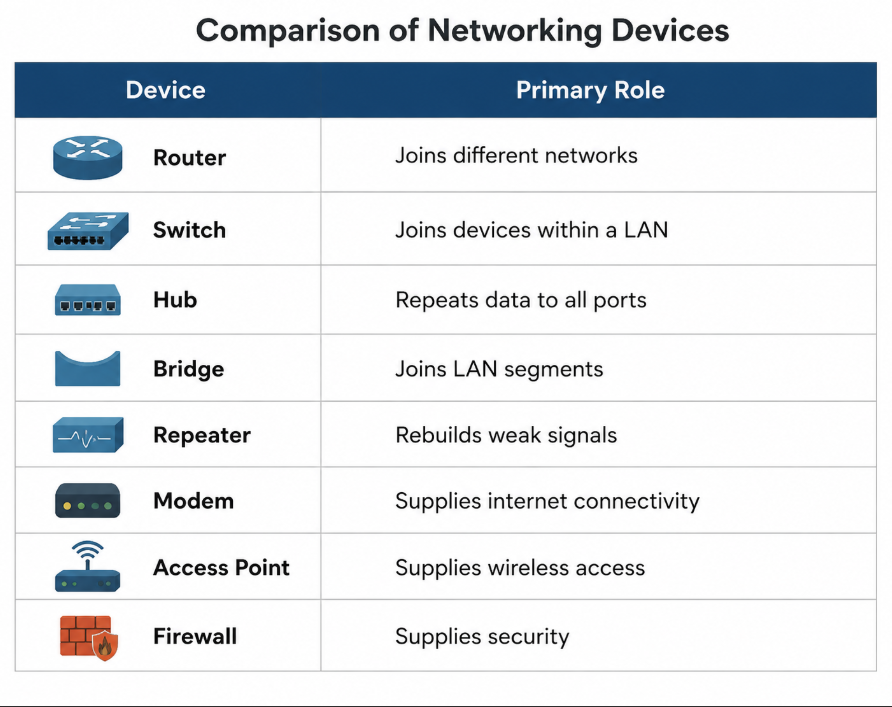 Comparison of Networking Devices
Device Primary Role
Router Joins different networks
Switch Joins devices within a LAN
Hub Repeats data to all ports
Bridge Joins LAN segments
Repeater Rebuilds weak signals
Modem Supplies internet connectivity
Access Point Supplies wireless access
Firewall Supplies security